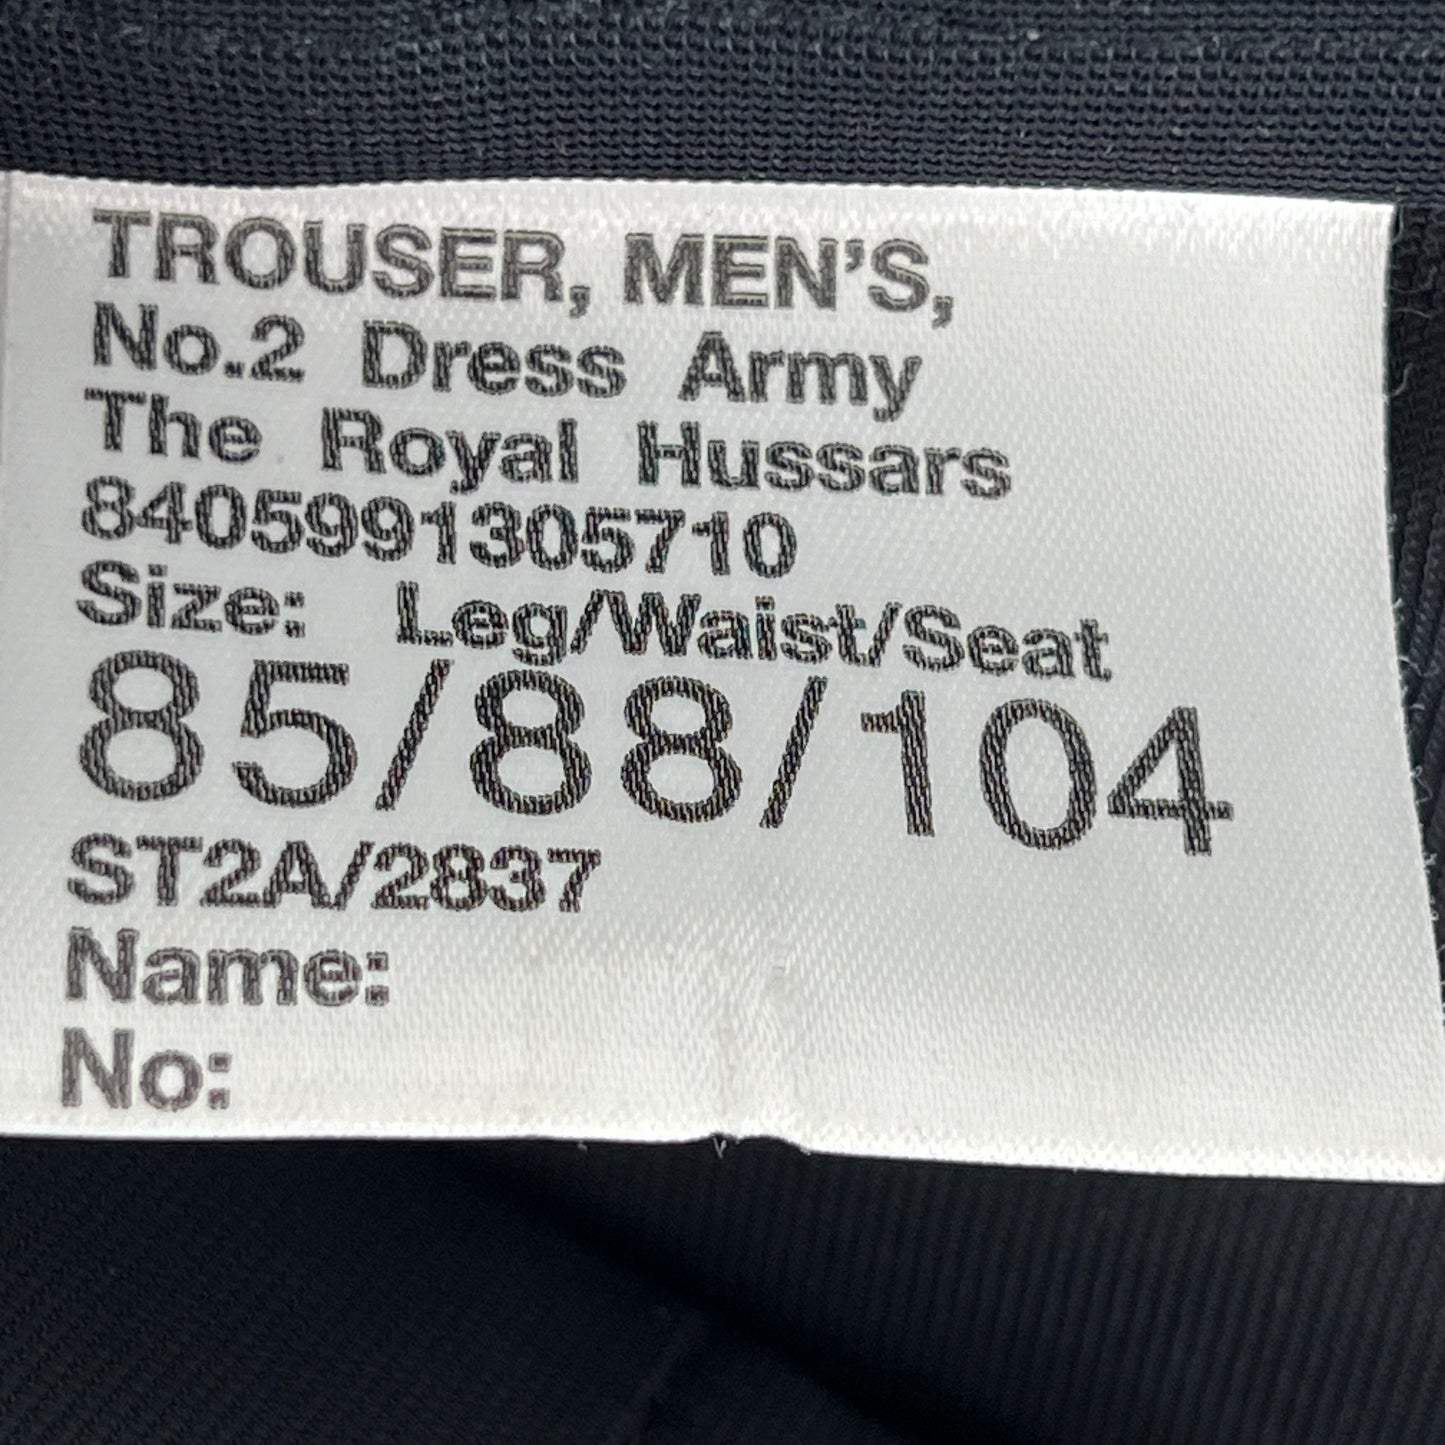 TROUSER, MEN'S,
No.2 Dress Army
The Royal Hussars
8405991305710
Size: Leg/Waist/Seat
85/88/104
ST2A/2837
Name:
No: